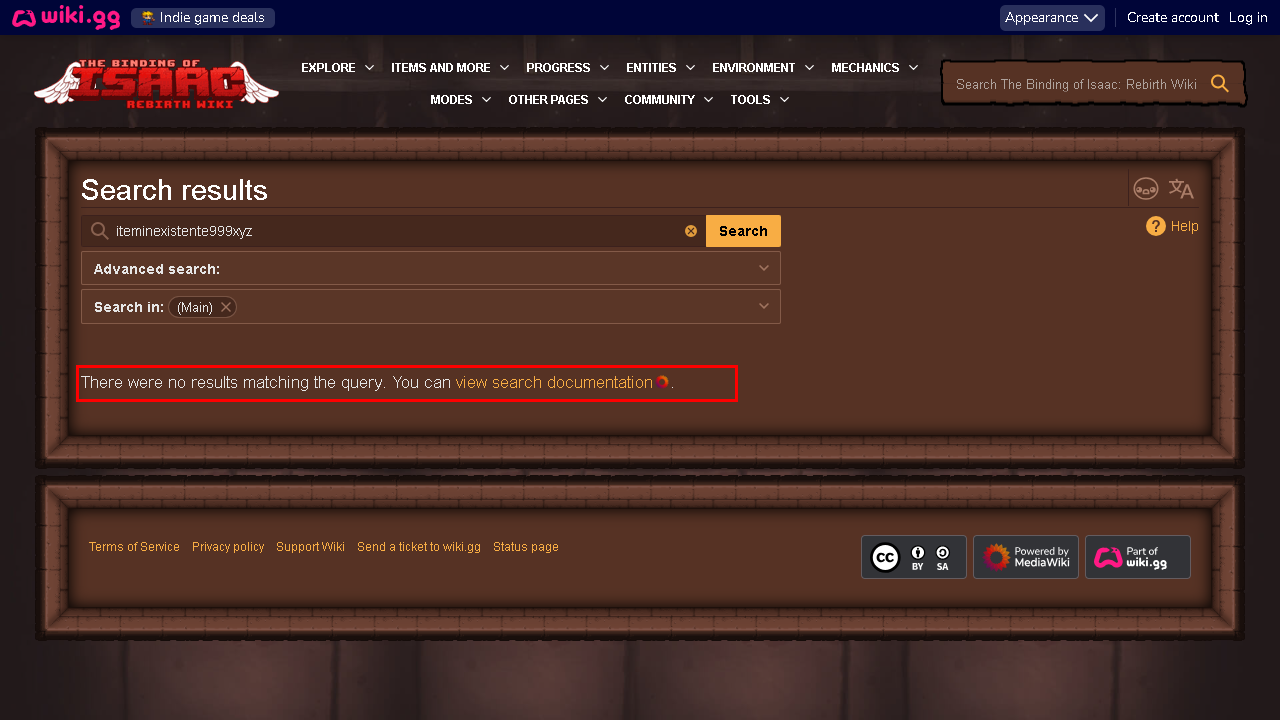 wiki.gg Indie game deals Appearance Create account Log in
THE BINDING OF
ISAAC
REBIRTH WIKI
EXPLORE ITEMS AND MORE PROGRESS ENTITIES ENVIRONMENT MECHANICS
MODES OTHER PAGES COMMUNITY TOOLS
Search The Binding of Isaac: Rebirth Wiki
Search results
iteminexistente999xyz Search
? Help
Advanced search:
Search in: (Main)
There were no results matching the query. You can view search documentation.
Terms of Service Privacy policy Support Wiki Send a ticket to wiki.gg Status page
CC BY SA
Powered by
MediaWiki
Part of
wiki.gg